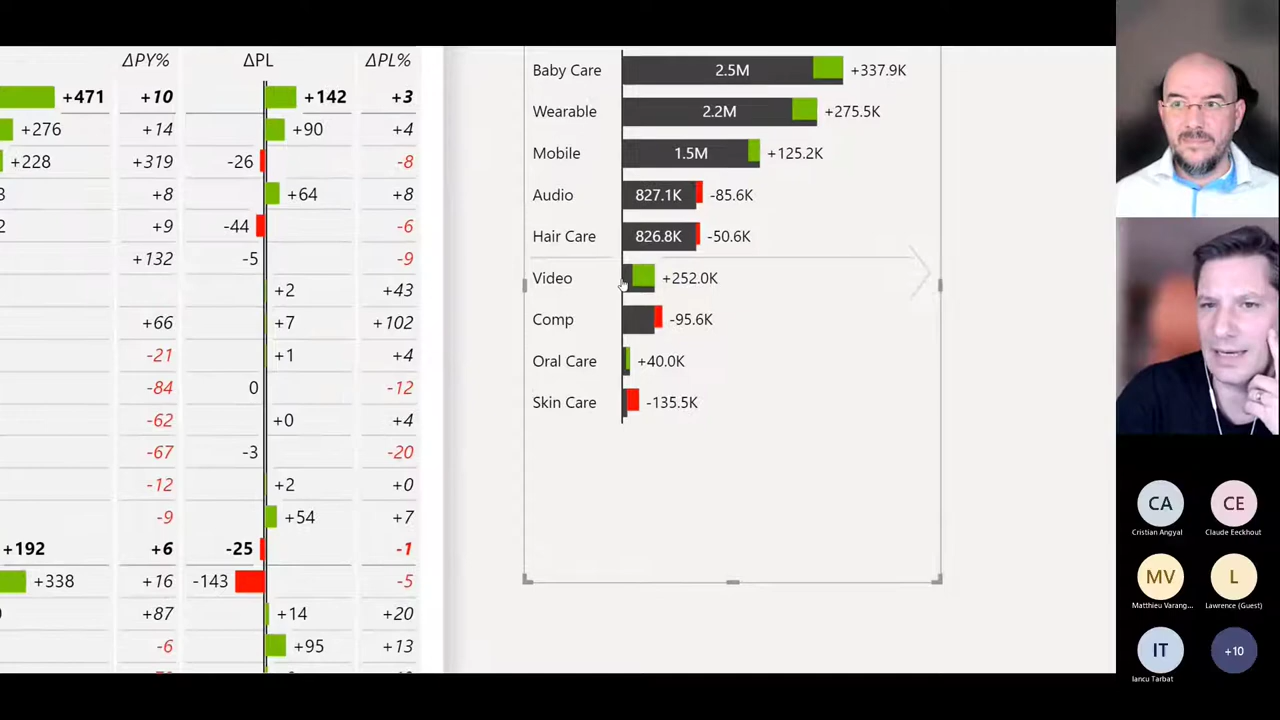 ΔPY% ΔPL ΔPL%
+471 +10 +142 +3
+276 +14 +90 +4
+228 +319 -26 -8
+8 +64 +8
+9 -44 -6
+132 -5 -9
+2 +43
+66 +7 +102
-21 +1 +4
-84 0 -12
-62 +0 +4
-67 -3 -20
-12 +2 +0
-9 +54 +7
+192 +6 -25 -1
+338 +16 -143 -5
+87 +14 +20
-6 +95 +13
Baby Care 2.5M +337.9K
Wearable 2.2M +275.5K
Mobile 1.5M +125.2K
Audio 827.1K -85.6K
Hair Care 826.8K -50.6K
Video +252.0K
Comp -95.6K
Oral Care +40.0K
Skin Care -135.5K
CA CE
Cristian Angyal Claude Eeckhout
MV L
Matthieu Varang... Lawrence (Guest)
IT +10
Iancu Tarbat